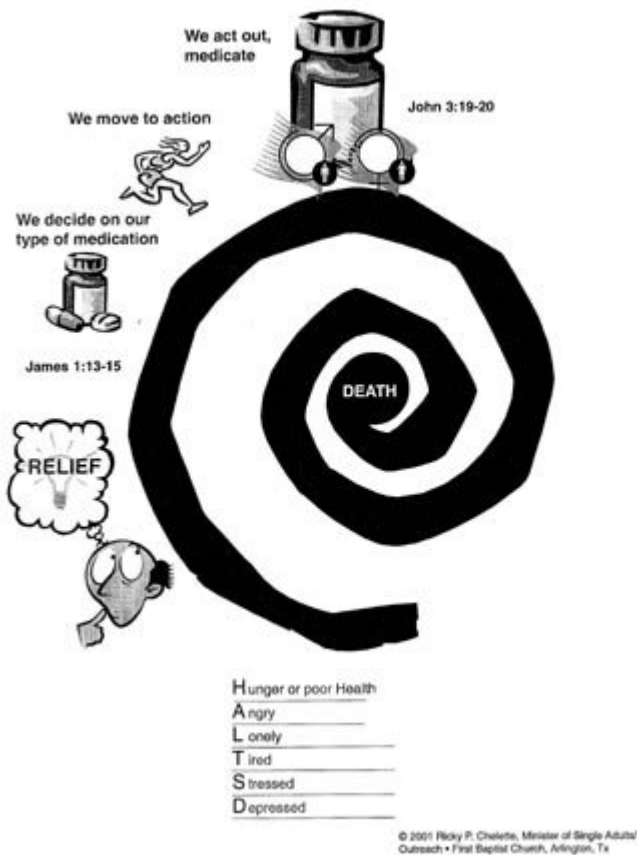 We act out,
medicate
John 3:19-20
We move to action
We decide on our
type of medication
James 1:13-15
DEATH
RELIEF
Hunger or poor Health
Angry
Lonely
Tired
Stressed
Depressed
© 2001 Ricky P. Chelette, Minister of Single Adults/
Outreach • First Baptist Church, Arlington, Tx